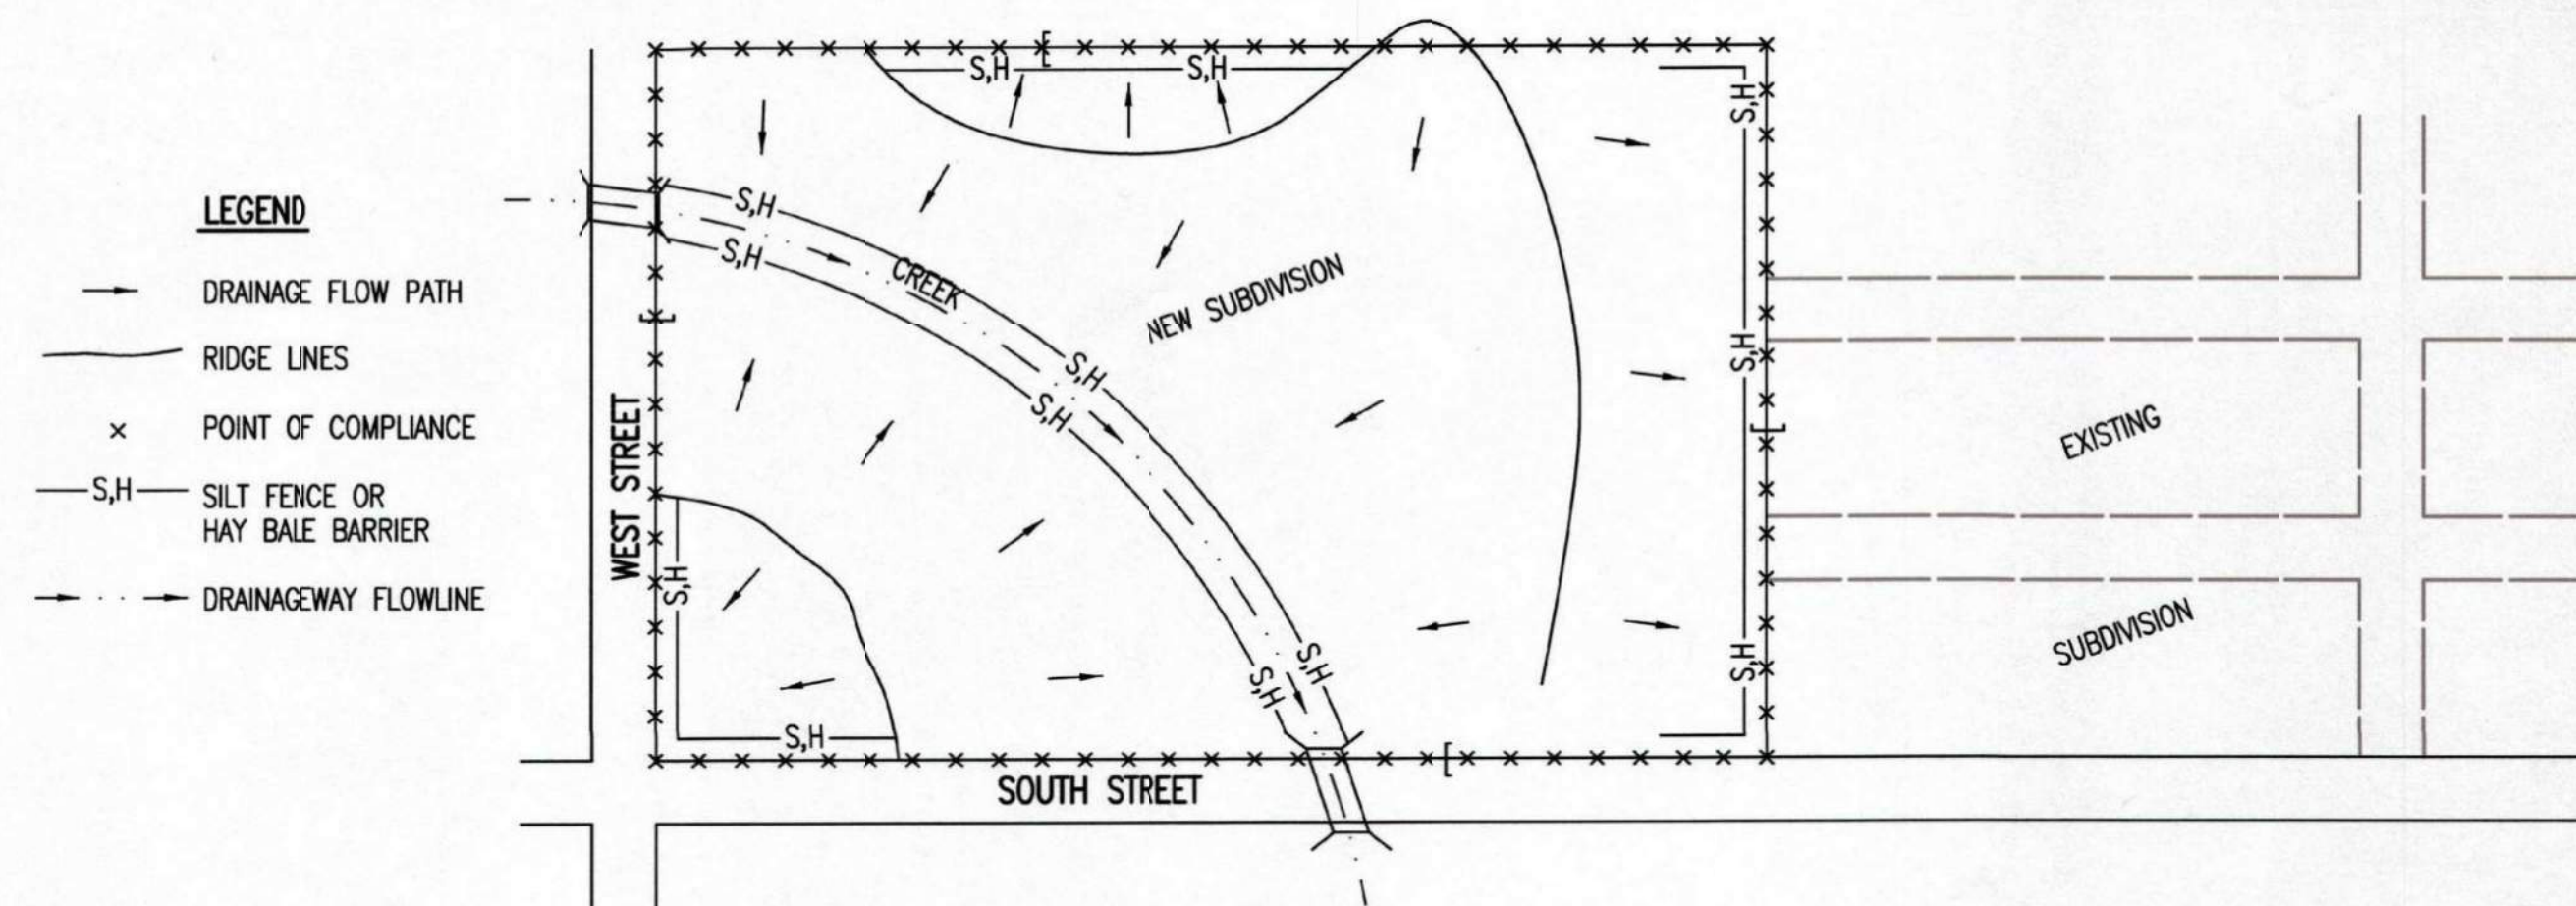 LEGEND
DRAINAGE FLOW PATH
RIDGE LINES
POINT OF COMPLIANCE
S,H
SILT FENCE OR
HAY BALE BARRIER
DRAINAGEWAY FLOWLINE
S,H
S,H
S,H
S,H
S,H
CREEK
NEW SUBDIVISION
S,H
S,H
S,H
WEST STREET
EXISTING
S,H
SUBDIVISION
S,H
S,H
S,H
S,H
SOUTH STREET